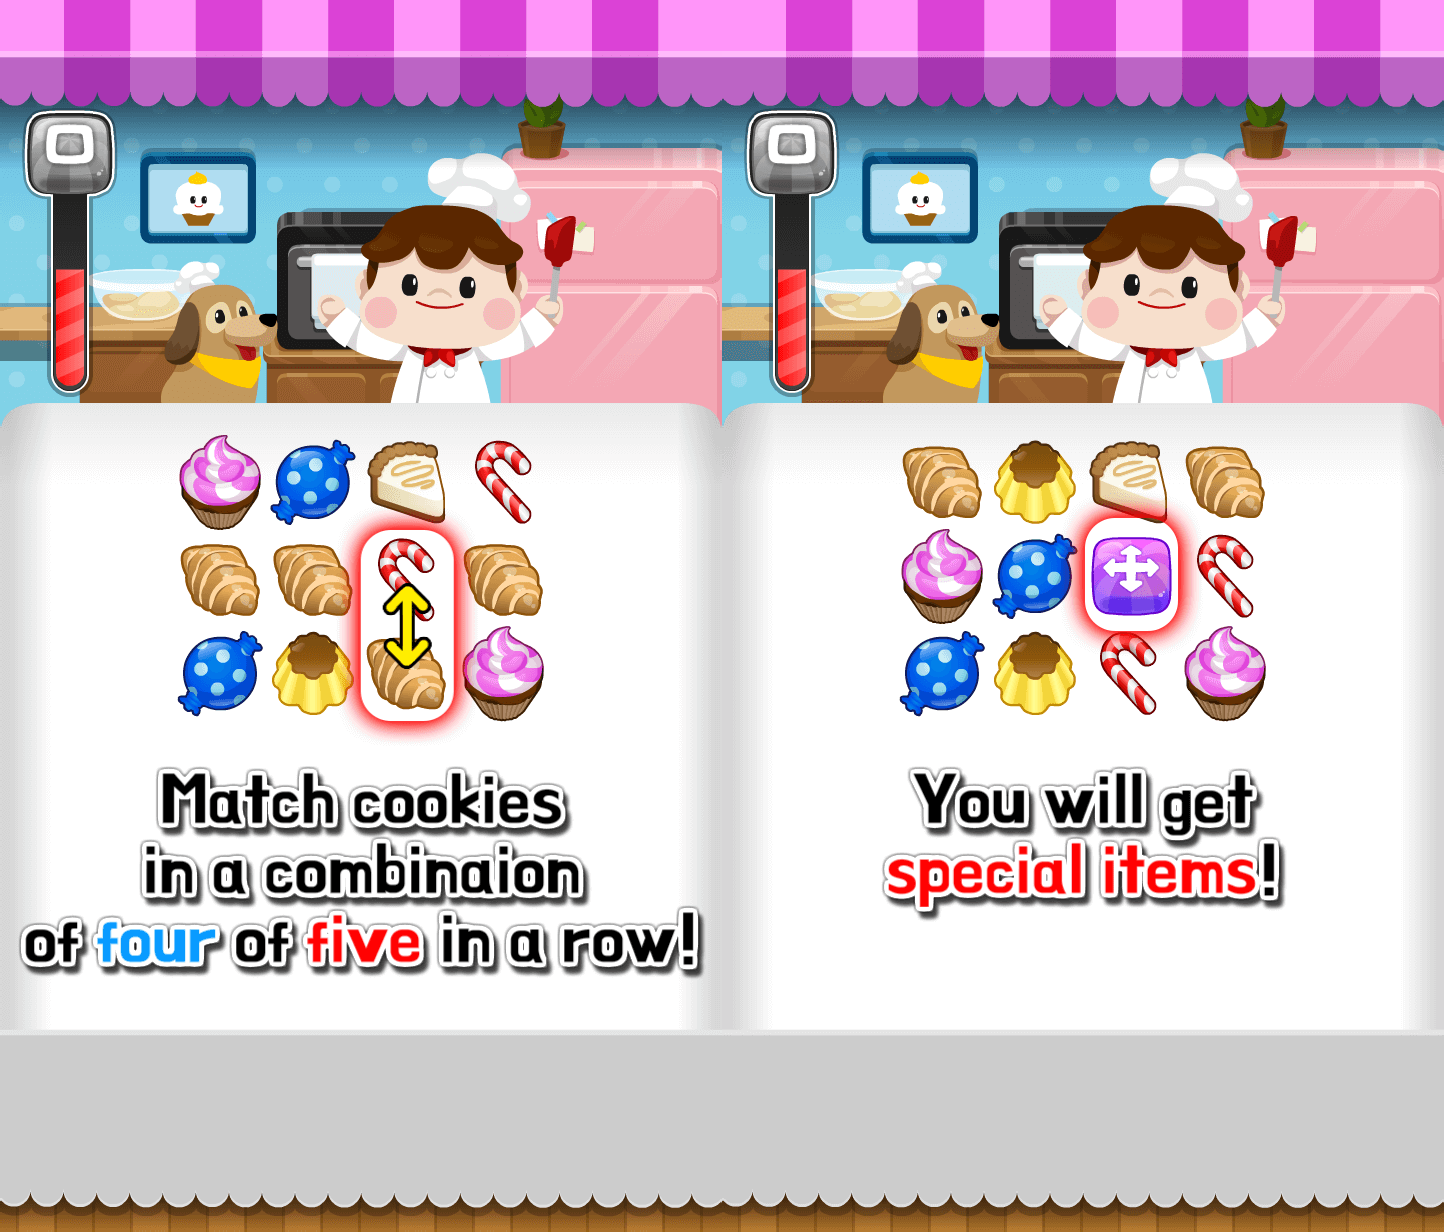 Match cookies
in a combinaion
of four of five in a row!
You will get
special items!